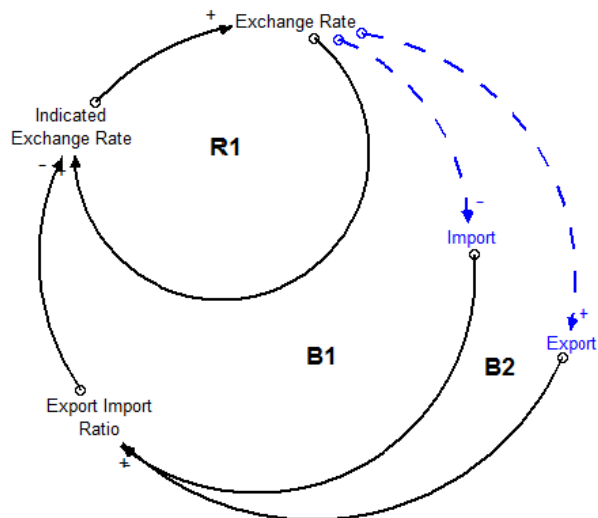 +
Exchange Rate
Indicated
Exchange Rate
R1
-
+
-
Import
+
B1
B2
Export
Export Import
Ratio
+